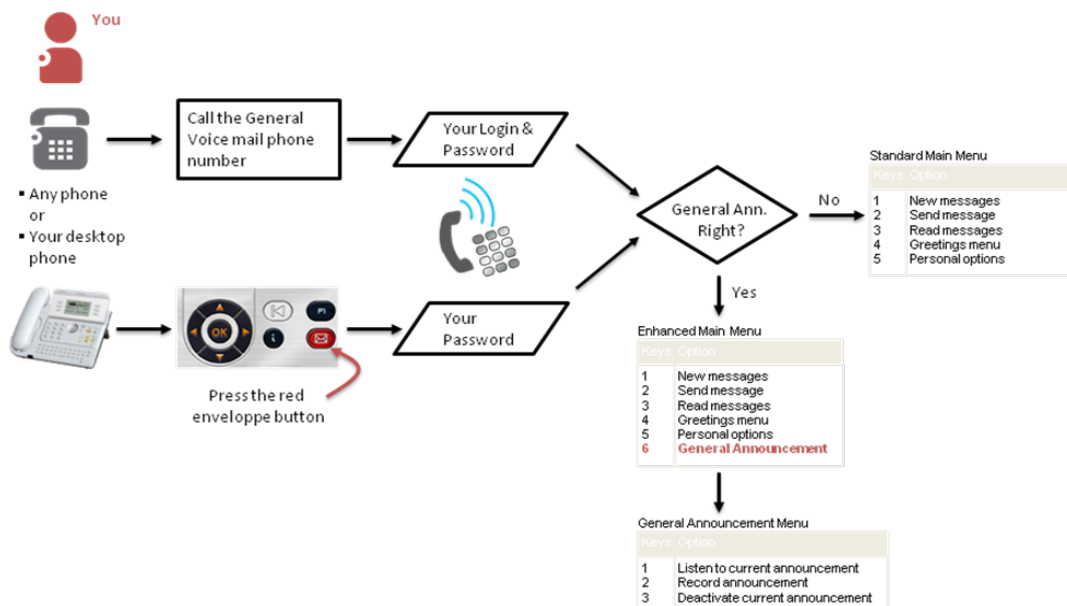 You
▪ Any phone
or
▪ Your desktop
phone
Call the General
Voice mail phone
number
Your Login &
Password
General Ann.
Right?
No
Standard Main Menu
Keys Option
1 New messages
2 Send message
3 Read messages
4 Greetings menu
5 Personal options
OK
i
Press the red
enveloppe button
Your
Password
Yes
Enhanced Main Menu
Keys Option
1 New messages
2 Send message
3 Read messages
4 Greetings menu
5 Personal options
6 General Announcement
General Announcement Menu
Keys Option
1 Listen to current announcement
2 Record announcement
3 Deactivate current announcement